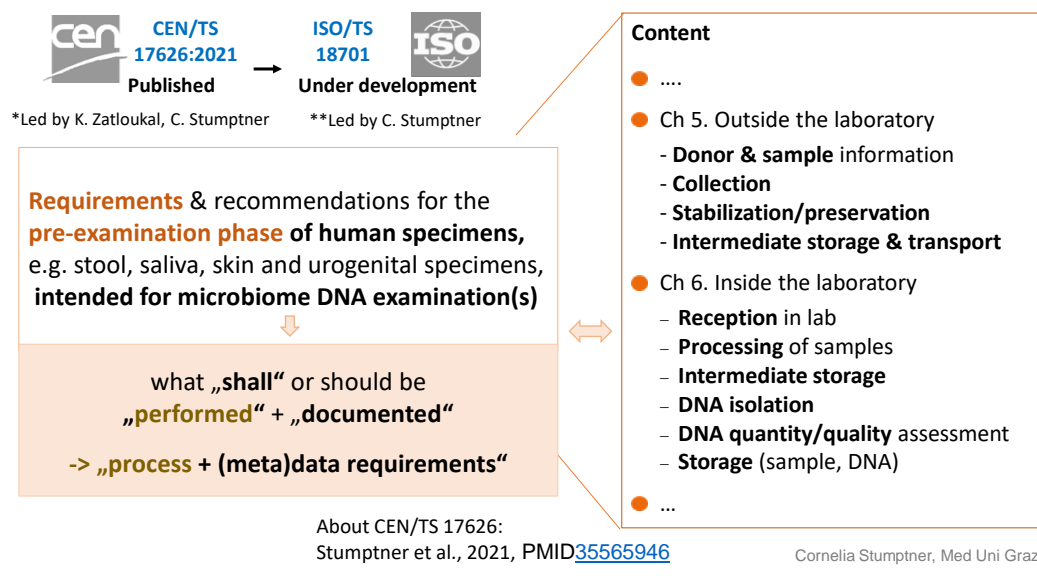 cen
CEN/TS
17626:2021
Published
ISO/TS
18701
ISO
Under development
*Led by K. Zatloukal, C. Stumptner
**Led by C. Stumptner
Requirements & recommendations for the
pre-examination phase of human specimens,
e.g. stool, saliva, skin and urogenital specimens,
intended for microbiome DNA examination(s)
what „shall“ or should be
„performed“ + „documented“
-> „process + (meta)data requirements“
Content
....
Ch 5. Outside the laboratory
- Donor & sample information
- Collection
- Stabilization/preservation
- Intermediate storage & transport
Ch 6. Inside the laboratory
– Reception in lab
– Processing of samples
– Intermediate storage
– DNA isolation
– DNA quantity/quality assessment
– Storage (sample, DNA)
...
About CEN/TS 17626:
Stumptner et al., 2021, PMID35565946
Cornelia Stumptner, Med Uni Graz